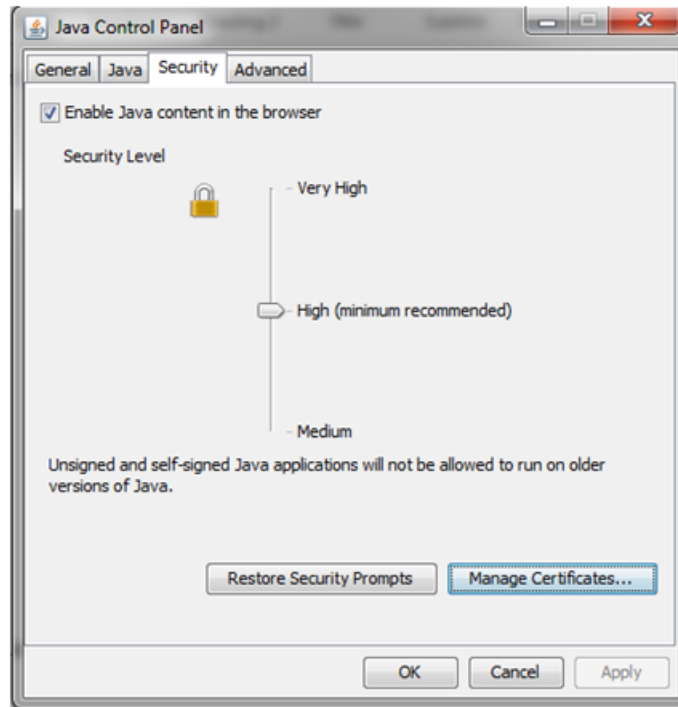 Java Control Panel
General Java Security Advanced
Enable Java content in the browser
Security Level
Very High
High (minimum recommended)
Medium
Unsigned and self-signed Java applications will not be allowed to run on older
versions of Java.
Restore Security Prompts Manage Certificates...
OK Cancel Apply